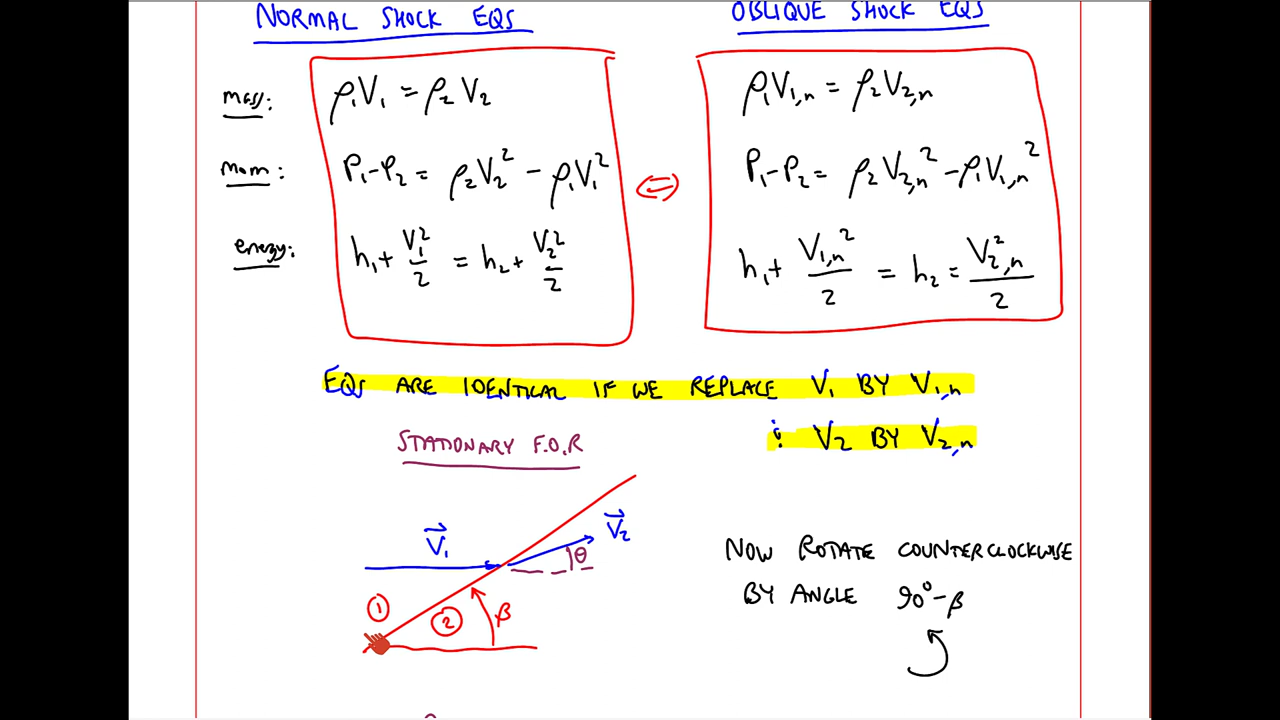 NORMAL SHOCK EQS
OBLIQUE SHOCK EQS
mass:
ρ₁V₁ = ρ₂V₂
ρ₁V₁,ₙ = ρ₂V₂,ₙ
mom:
P₁-P₂ = ρ₂V₂² - ρ₁V₁²
P₁-P₂ = ρ₂V₂,ₙ² - ρ₁V₁,ₙ²
energy:
h₁ + V₁²/2 = h₂ + V₂²/2
h₁ + V₁,ₙ²/2 = h₂ = V₂,ₙ²/2
EQS ARE IDENTICAL IF WE REPLACE V₁ BY V₁,ₙ
& V₂ BY V₂,ₙ
STATIONARY F.O.R
V⃗₁
V⃗₂
θ
①
②
β
NOW ROTATE COUNTERCLOCKWISE
BY ANGLE 90°-β